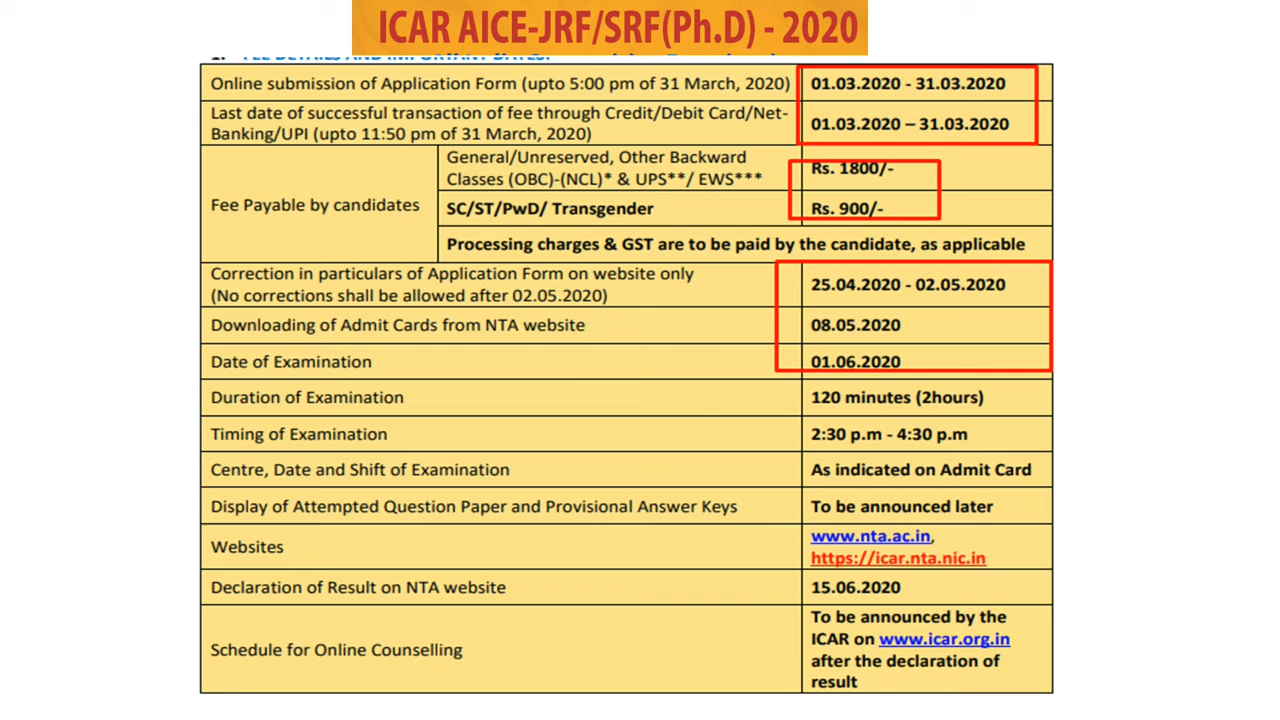 ICAR AICE-JRF/SRF(Ph.D) - 2020
1. FEE DETAILS AND IMPORTANT DATES:
Online submission of Application Form (upto 5:00 pm of 31 March, 2020)
01.03.2020 - 31.03.2020
Last date of successful transaction of fee through Credit/Debit Card/Net-
Banking/UPI (upto 11:50 pm of 31 March, 2020)
01.03.2020 – 31.03.2020
Fee Payable by candidates
General/Unreserved, Other Backward
Classes (OBC)-(NCL)* & UPS**/ EWS***
Rs. 1800/-
SC/ST/PwD/ Transgender
Rs. 900/-
Processing charges & GST are to be paid by the candidate, as applicable
Correction in particulars of Application Form on website only
(No corrections shall be allowed after 02.05.2020)
25.04.2020 - 02.05.2020
Downloading of Admit Cards from NTA website
08.05.2020
Date of Examination
01.06.2020
Duration of Examination
120 minutes (2hours)
Timing of Examination
2:30 p.m - 4:30 p.m
Centre, Date and Shift of Examination
As indicated on Admit Card
Display of Attempted Question Paper and Provisional Answer Keys
To be announced later
Websites
www.nta.ac.in,
https://icar.nta.nic.in
Declaration of Result on NTA website
15.06.2020
Schedule for Online Counselling
To be announced by the
ICAR on www.icar.org.in
after the declaration of
result